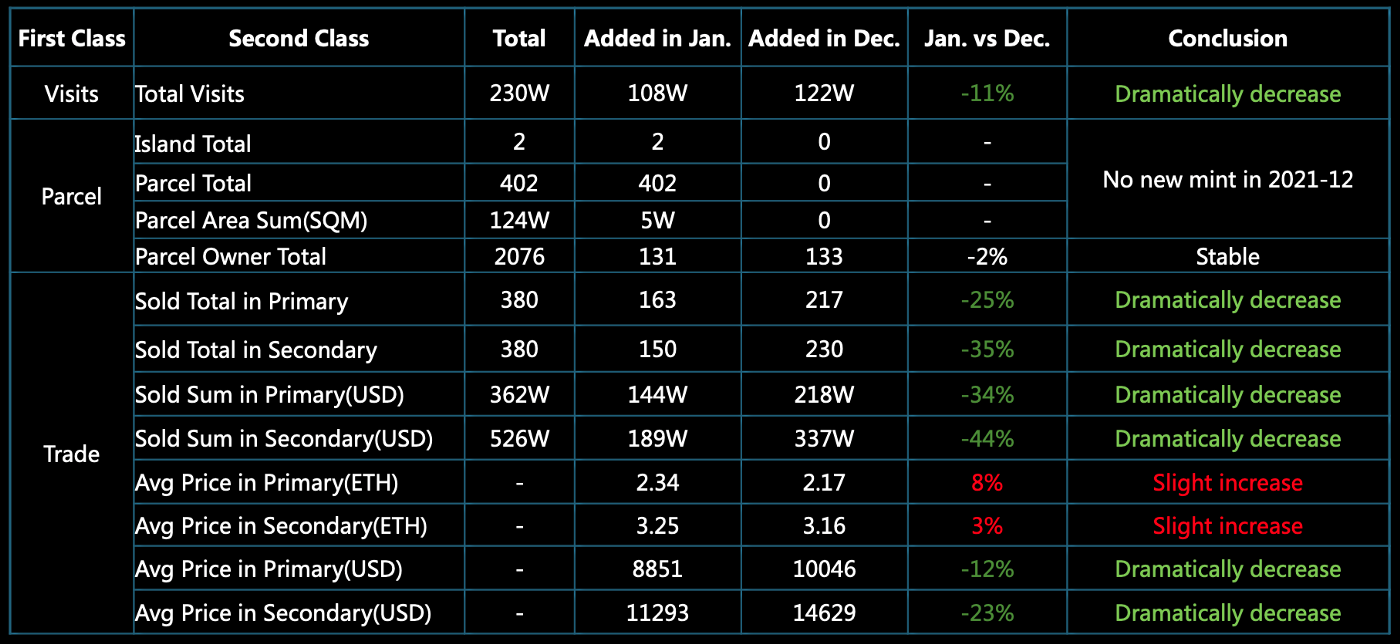 First Class Second Class Total Added in Jan. Added in Dec. Jan. vs Dec. Conclusion
Visits Total Visits 230W 108W 122W -11% Dramatically decrease
Parcel Island Total 2 2 0 - No new mint in 2021-12
Parcel Total 402 402 0 -
Parcel Area Sum(SQM) 124W 5W 0 -
Parcel Owner Total 2076 131 133 -2% Stable
Trade Sold Total in Primary 380 163 217 -25% Dramatically decrease
Sold Total in Secondary 380 150 230 -35% Dramatically decrease
Sold Sum in Primary(USD) 362W 144W 218W -34% Dramatically decrease
Sold Sum in Secondary(USD) 526W 189W 337W -44% Dramatically decrease
Avg Price in Primary(ETH) - 2.34 2.17 8% Slight increase
Avg Price in Secondary(ETH) - 3.25 3.16 3% Slight increase
Avg Price in Primary(USD) - 8851 10046 -12% Dramatically decrease
Avg Price in Secondary(USD) - 11293 14629 -23% Dramatically decrease